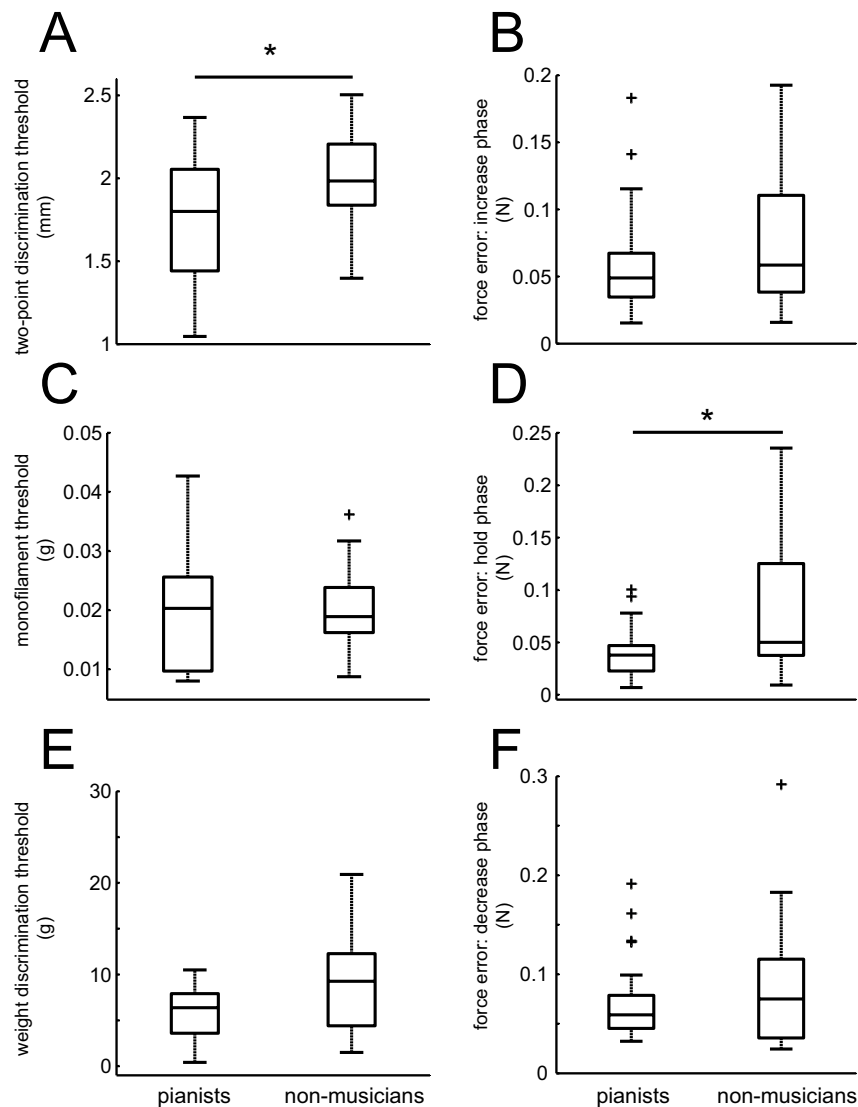 A
*
two-point discrimination threshold
(mm)
2.5
2
1.5
1
B
force error: increase phase
(N)
0.2
0.15
0.1
0.05
0
+
+
C
monofilament threshold
(g)
0.05
0.04
0.03
0.02
0.01
+
D
*
force error: hold phase
(N)
0.25
0.2
0.15
0.1
0.05
0
+
+
E
weight discrimination threshold
(g)
30
20
10
0
pianists
non-musicians
F
force error: decrease phase
(N)
0.3
0.2
0.1
0
+
+
+
+
pianists
non-musicians